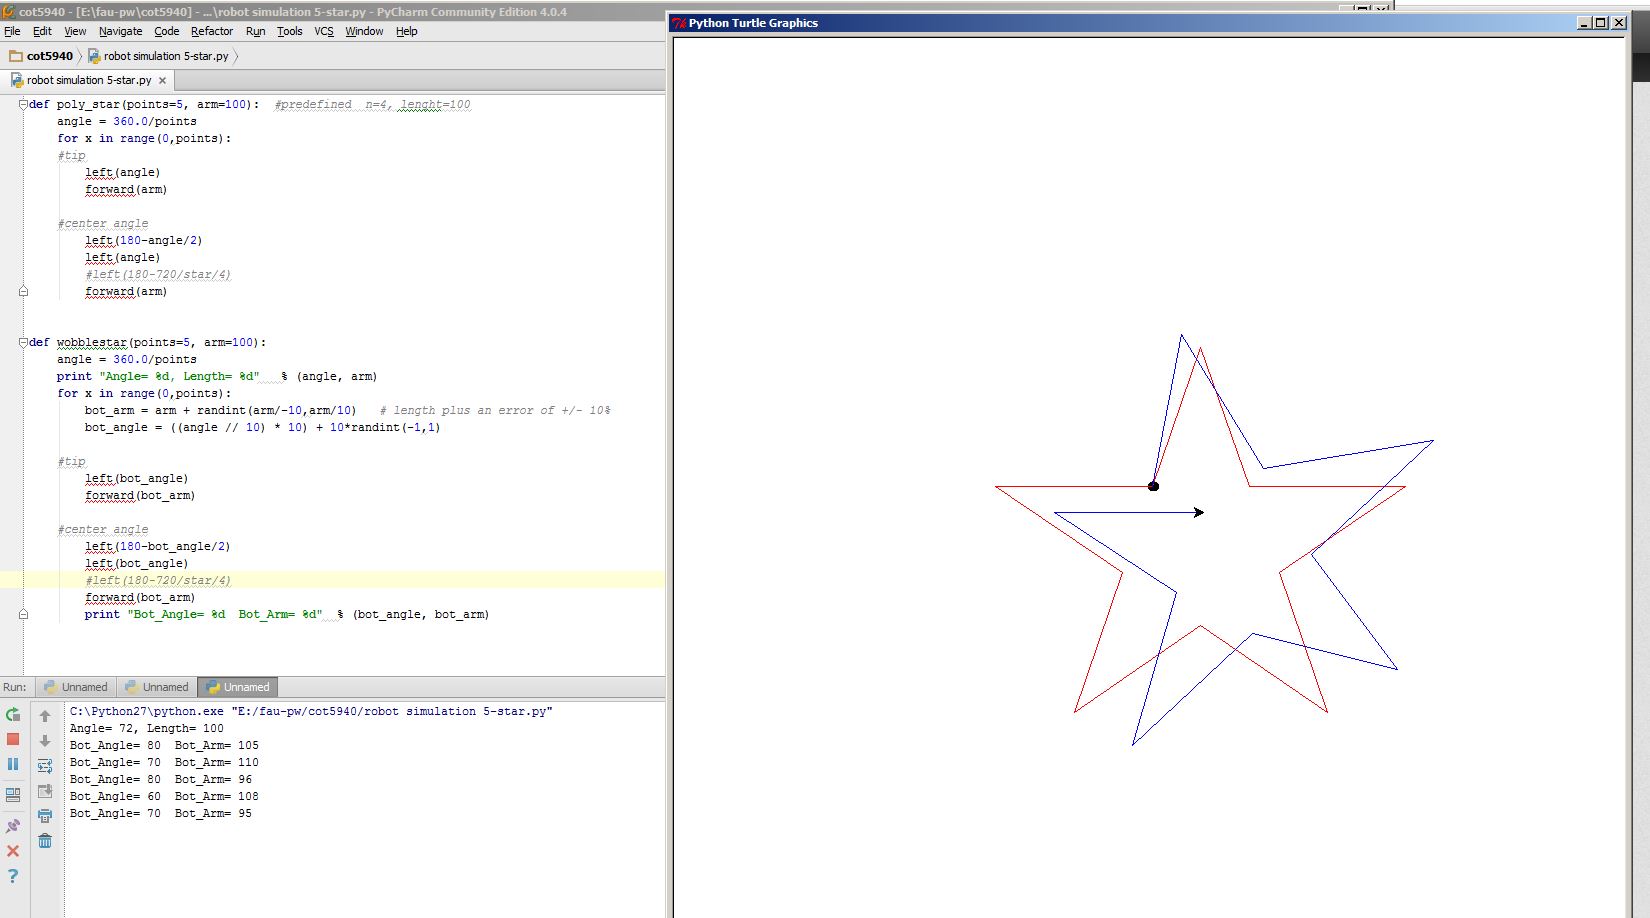 cot5940 - [E:\fau-pw\cot5940] - ...\robot simulation 5-star.py - PyCharm Community Edition 4.0.4
File Edit View Navigate Code Refactor Run Tools VCS Window Help
cot5940 robot simulation 5-star.py
robot simulation 5-star.py
def poly_star(points=5, arm=100):  #predefined  n=4, lenght=100
    angle = 360.0/points
    for x in range(0,points):
    #tip
        left(angle)
        forward(arm)
    #center angle
        left(180-angle/2)
        left(angle)
        #left(180-720/star/4)
        forward(arm)
def wobblestar(points=5, arm=100):
    angle = 360.0/points
    print "Angle= %d, Length= %d"   % (angle, arm)
    for x in range(0,points):
        bot_arm = arm + randint(arm/-10,arm/10)   # length plus an error of +/- 10%
        bot_angle = ((angle // 10) * 10) + 10*randint(-1,1)
    #tip
        left(bot_angle)
        forward(bot_arm)
    #center angle
        left(180-bot_angle/2)
        left(bot_angle)
        #left(180-720/star/4)
        forward(bot_arm)
        print "Bot_Angle= %d  Bot_Arm= %d"  % (bot_angle, bot_arm)
Run: Unnamed Unnamed Unnamed
C:\Python27\python.exe "E:/fau-pw/cot5940/robot simulation 5-star.py"
Angle= 72, Length= 100
Bot_Angle= 80  Bot_Arm= 105
Bot_Angle= 70  Bot_Arm= 110
Bot_Angle= 80  Bot_Arm= 96
Bot_Angle= 60  Bot_Arm= 108
Bot_Angle= 70  Bot_Arm= 95
Python Turtle Graphics